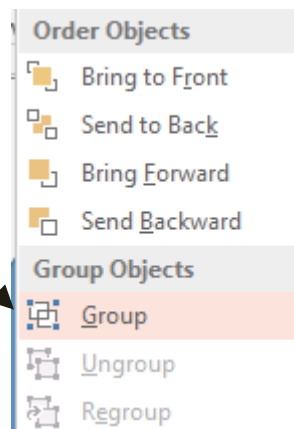 Order Objects
Bring to Front
Send to Back
Bring Forward
Send Backward
Group Objects
Group
Ungroup
Regroup